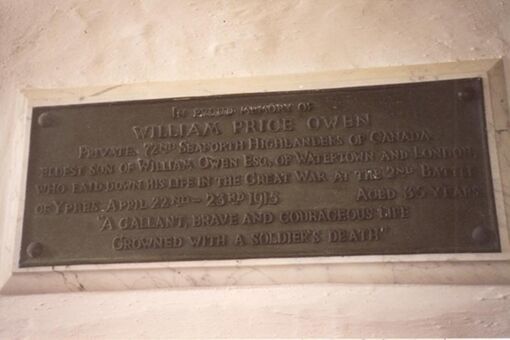 IN PROUD MEMORY OF
WILLIAM PRICE OWEN
PRIVATE, 72ND SEAFORTH HIGHLANDERS OF CANADA
ELDEST SON OF WILLIAM OWEN ESQ. OF WATERTOWN AND LONDON,
WHO LAID DOWN HIS LIFE IN THE GREAT WAR AT THE 2ND BATTLE
OF YPRES, APRIL 22ND – 23RD 1915 AGED 35 YEARS
"A GALLANT, BRAVE AND COURAGEOUS LIFE
CROWNED WITH A SOLDIER'S DEATH"